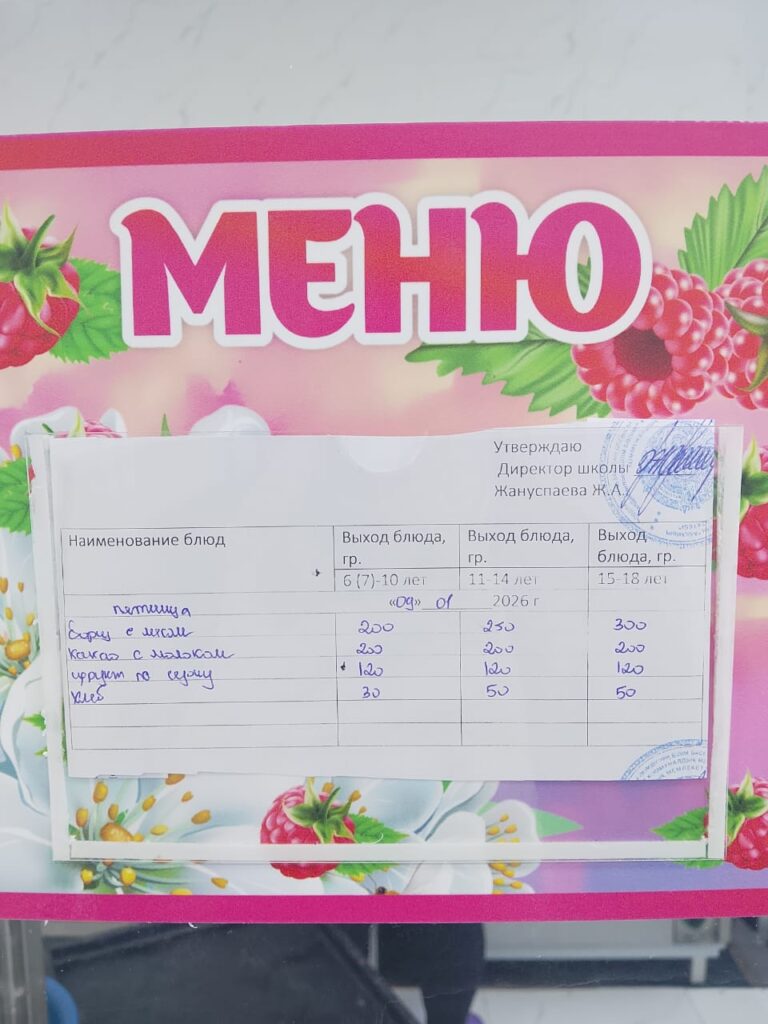 МЕНЮ
Утверждаю
Директор школы
Жануспаева Ж.А.
Наименование блюд Выход блюда, гр. Выход блюда, гр. Выход блюда, гр.
6 (7)-10 лет 11-14 лет 15-18 лет
пятница «09» 01 2026 г
Борщ с мясом 200 250 300
Какао с молоком 200 200 200
фрукт по сезону 120 120 120
Хлеб 30 50 50